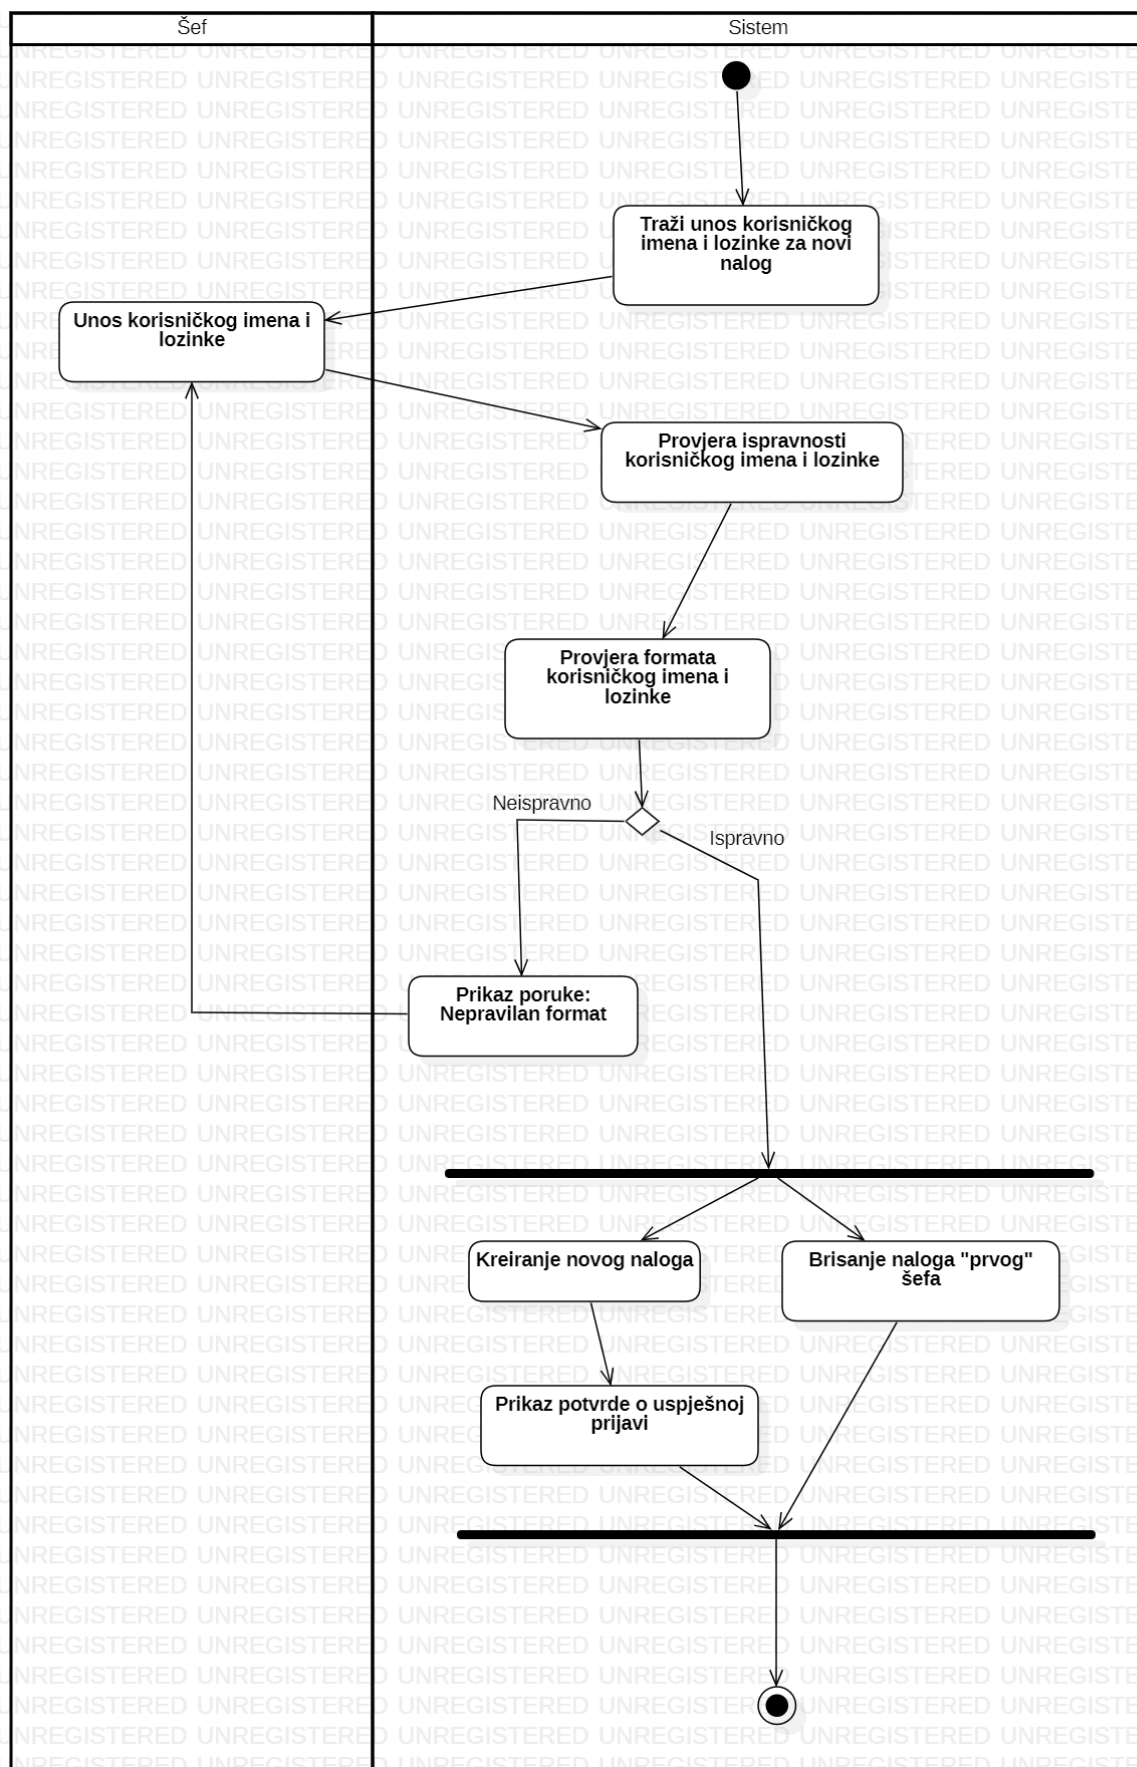 Šef
Sistem
Traži unos korisničkog
imena i lozinke za novi
nalog
Unos korisničkog imena i
lozinke
Provjera ispravnosti
korisničkog imena i lozinke
Provjera formata
korisničkog imena i
lozinke
Neispravno
Ispravno
Prikaz poruke:
Nepravilan format
Kreiranje novog naloga
Brisanje naloga "prvog"
šefa
Prikaz potvrde o uspješnoj
prijavi
UNREGISTERED